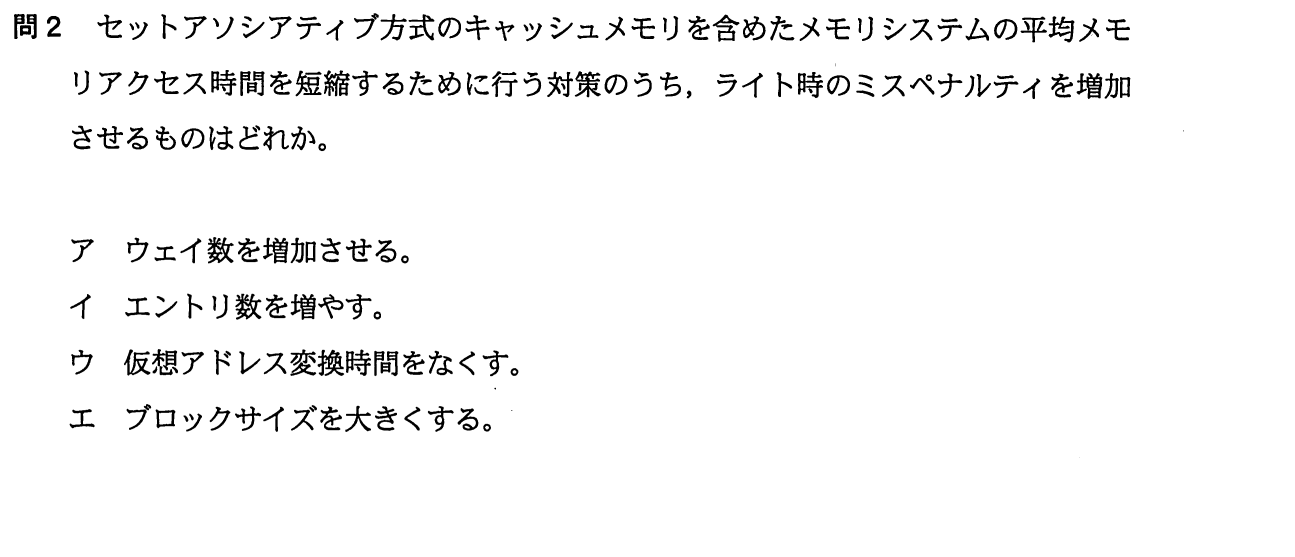 問2 セットアソシアティブ方式のキャッシュメモリを含めたメモリシステムの平均メモ
リアクセス時間を短縮するために行う対策のうち，ライト時のミスペナルティを増加
させるものはどれか。
ア ウェイ数を増加させる。
イ エントリ数を増やす。
ウ 仮想アドレス変換時間をなくす。
エ ブロックサイズを大きくする。